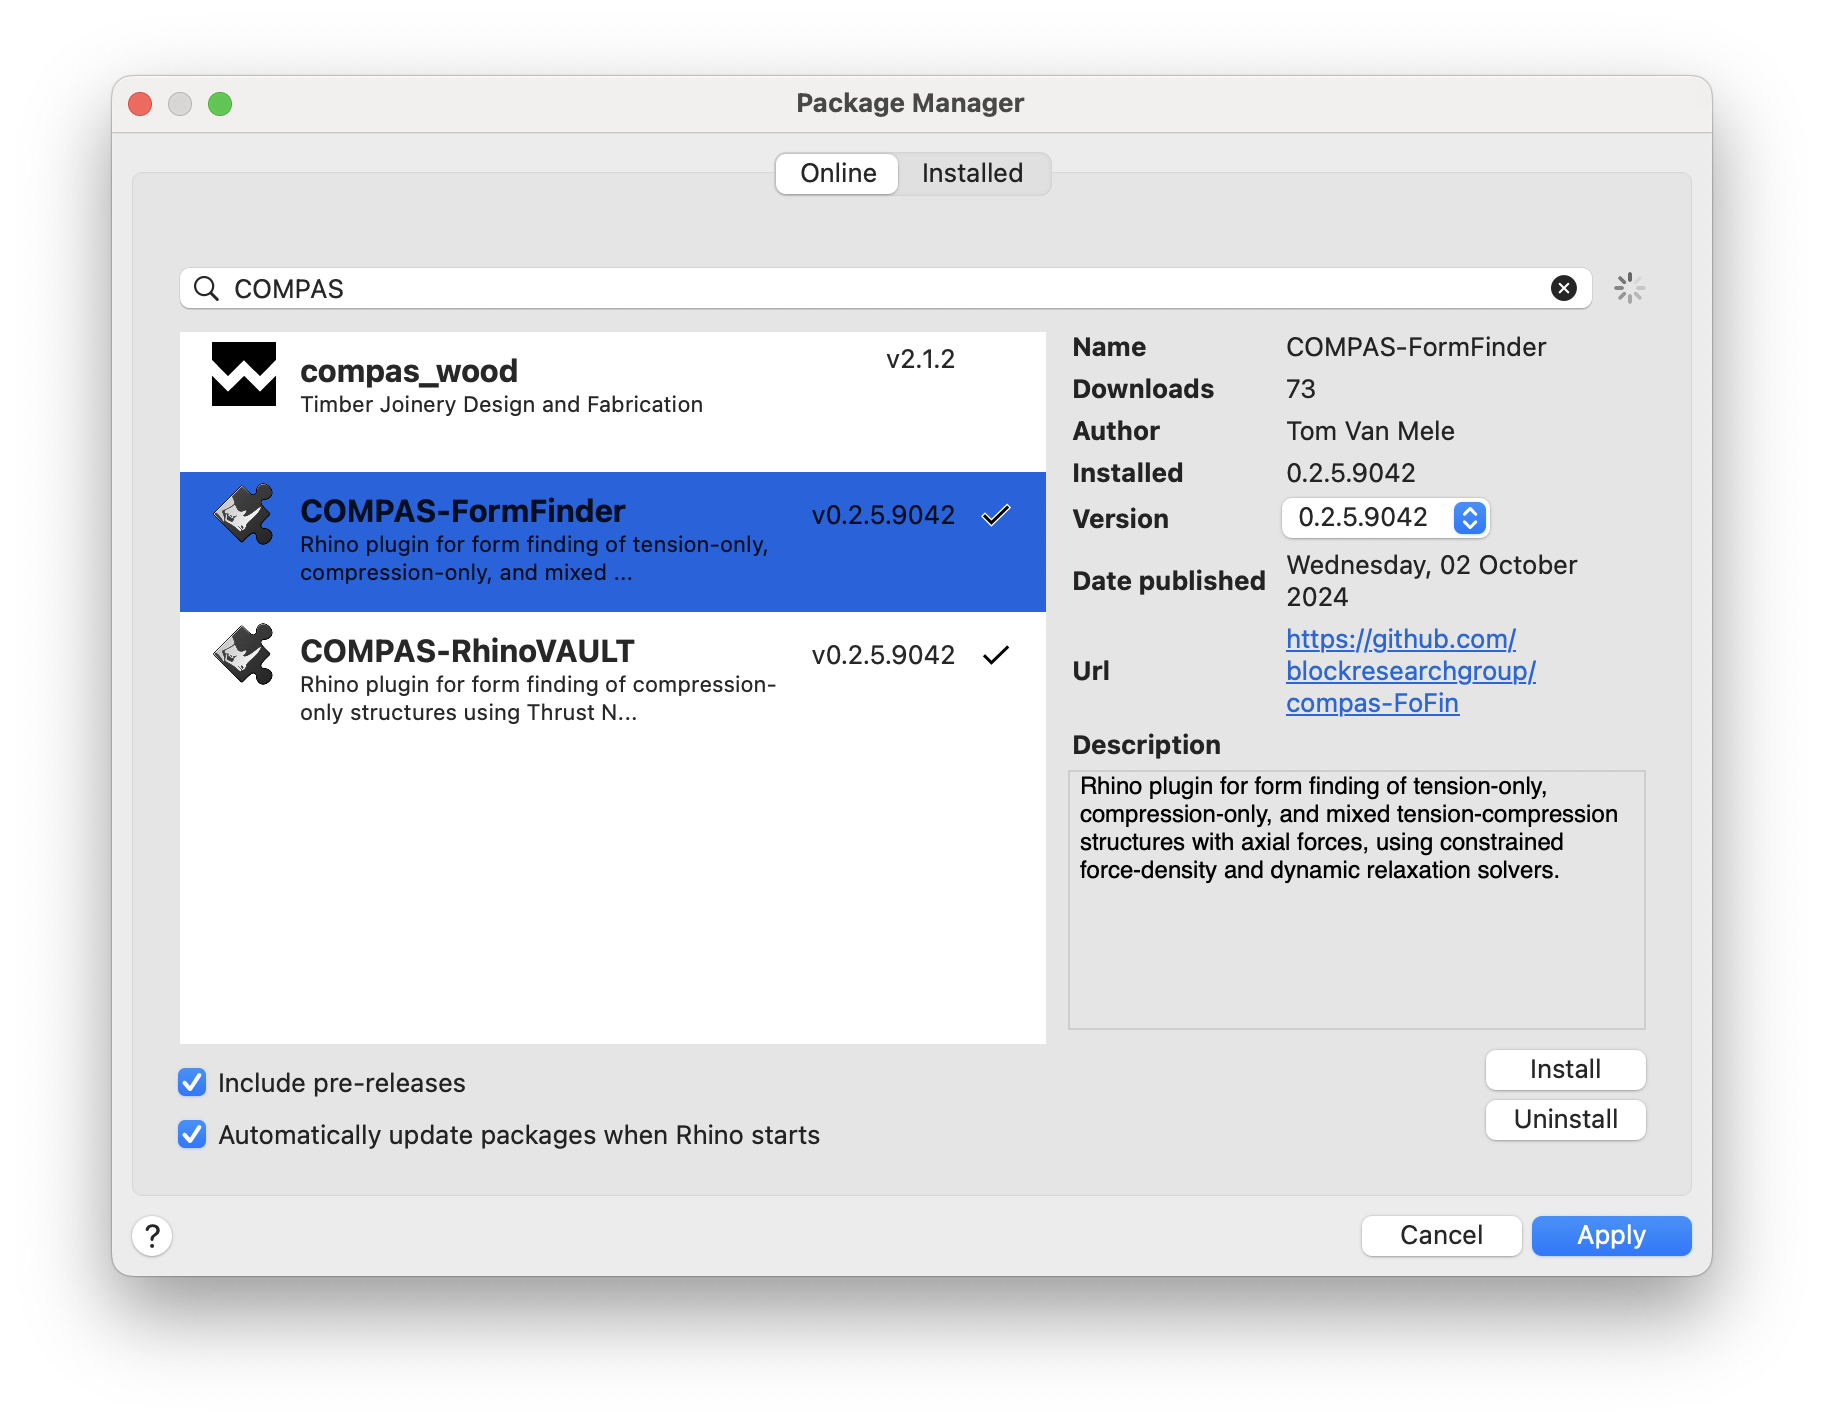 Package Manager
Online
Installed
COMPAS
compas_wood
v2.1.2
Timber Joinery Design and Fabrication
COMPAS-FormFinder
v0.2.5.9042
Rhino plugin for form finding of tension-only,
compression-only, and mixed ...
COMPAS-RhinoVAULT
v0.2.5.9042
Rhino plugin for form finding of compression-
only structures using Thrust N...
Name COMPAS-FormFinder
Downloads 73
Author Tom Van Mele
Installed 0.2.5.9042
Version 0.2.5.9042
Date published Wednesday, 02 October
2024
Url https://github.com/
blockresearchgroup/
compas-FoFin
Description
Rhino plugin for form finding of tension-only,
compression-only, and mixed tension-compression
structures with axial forces, using constrained
force-density and dynamic relaxation solvers.
Include pre-releases
Automatically update packages when Rhino starts
Install
Uninstall
?
Cancel
Apply